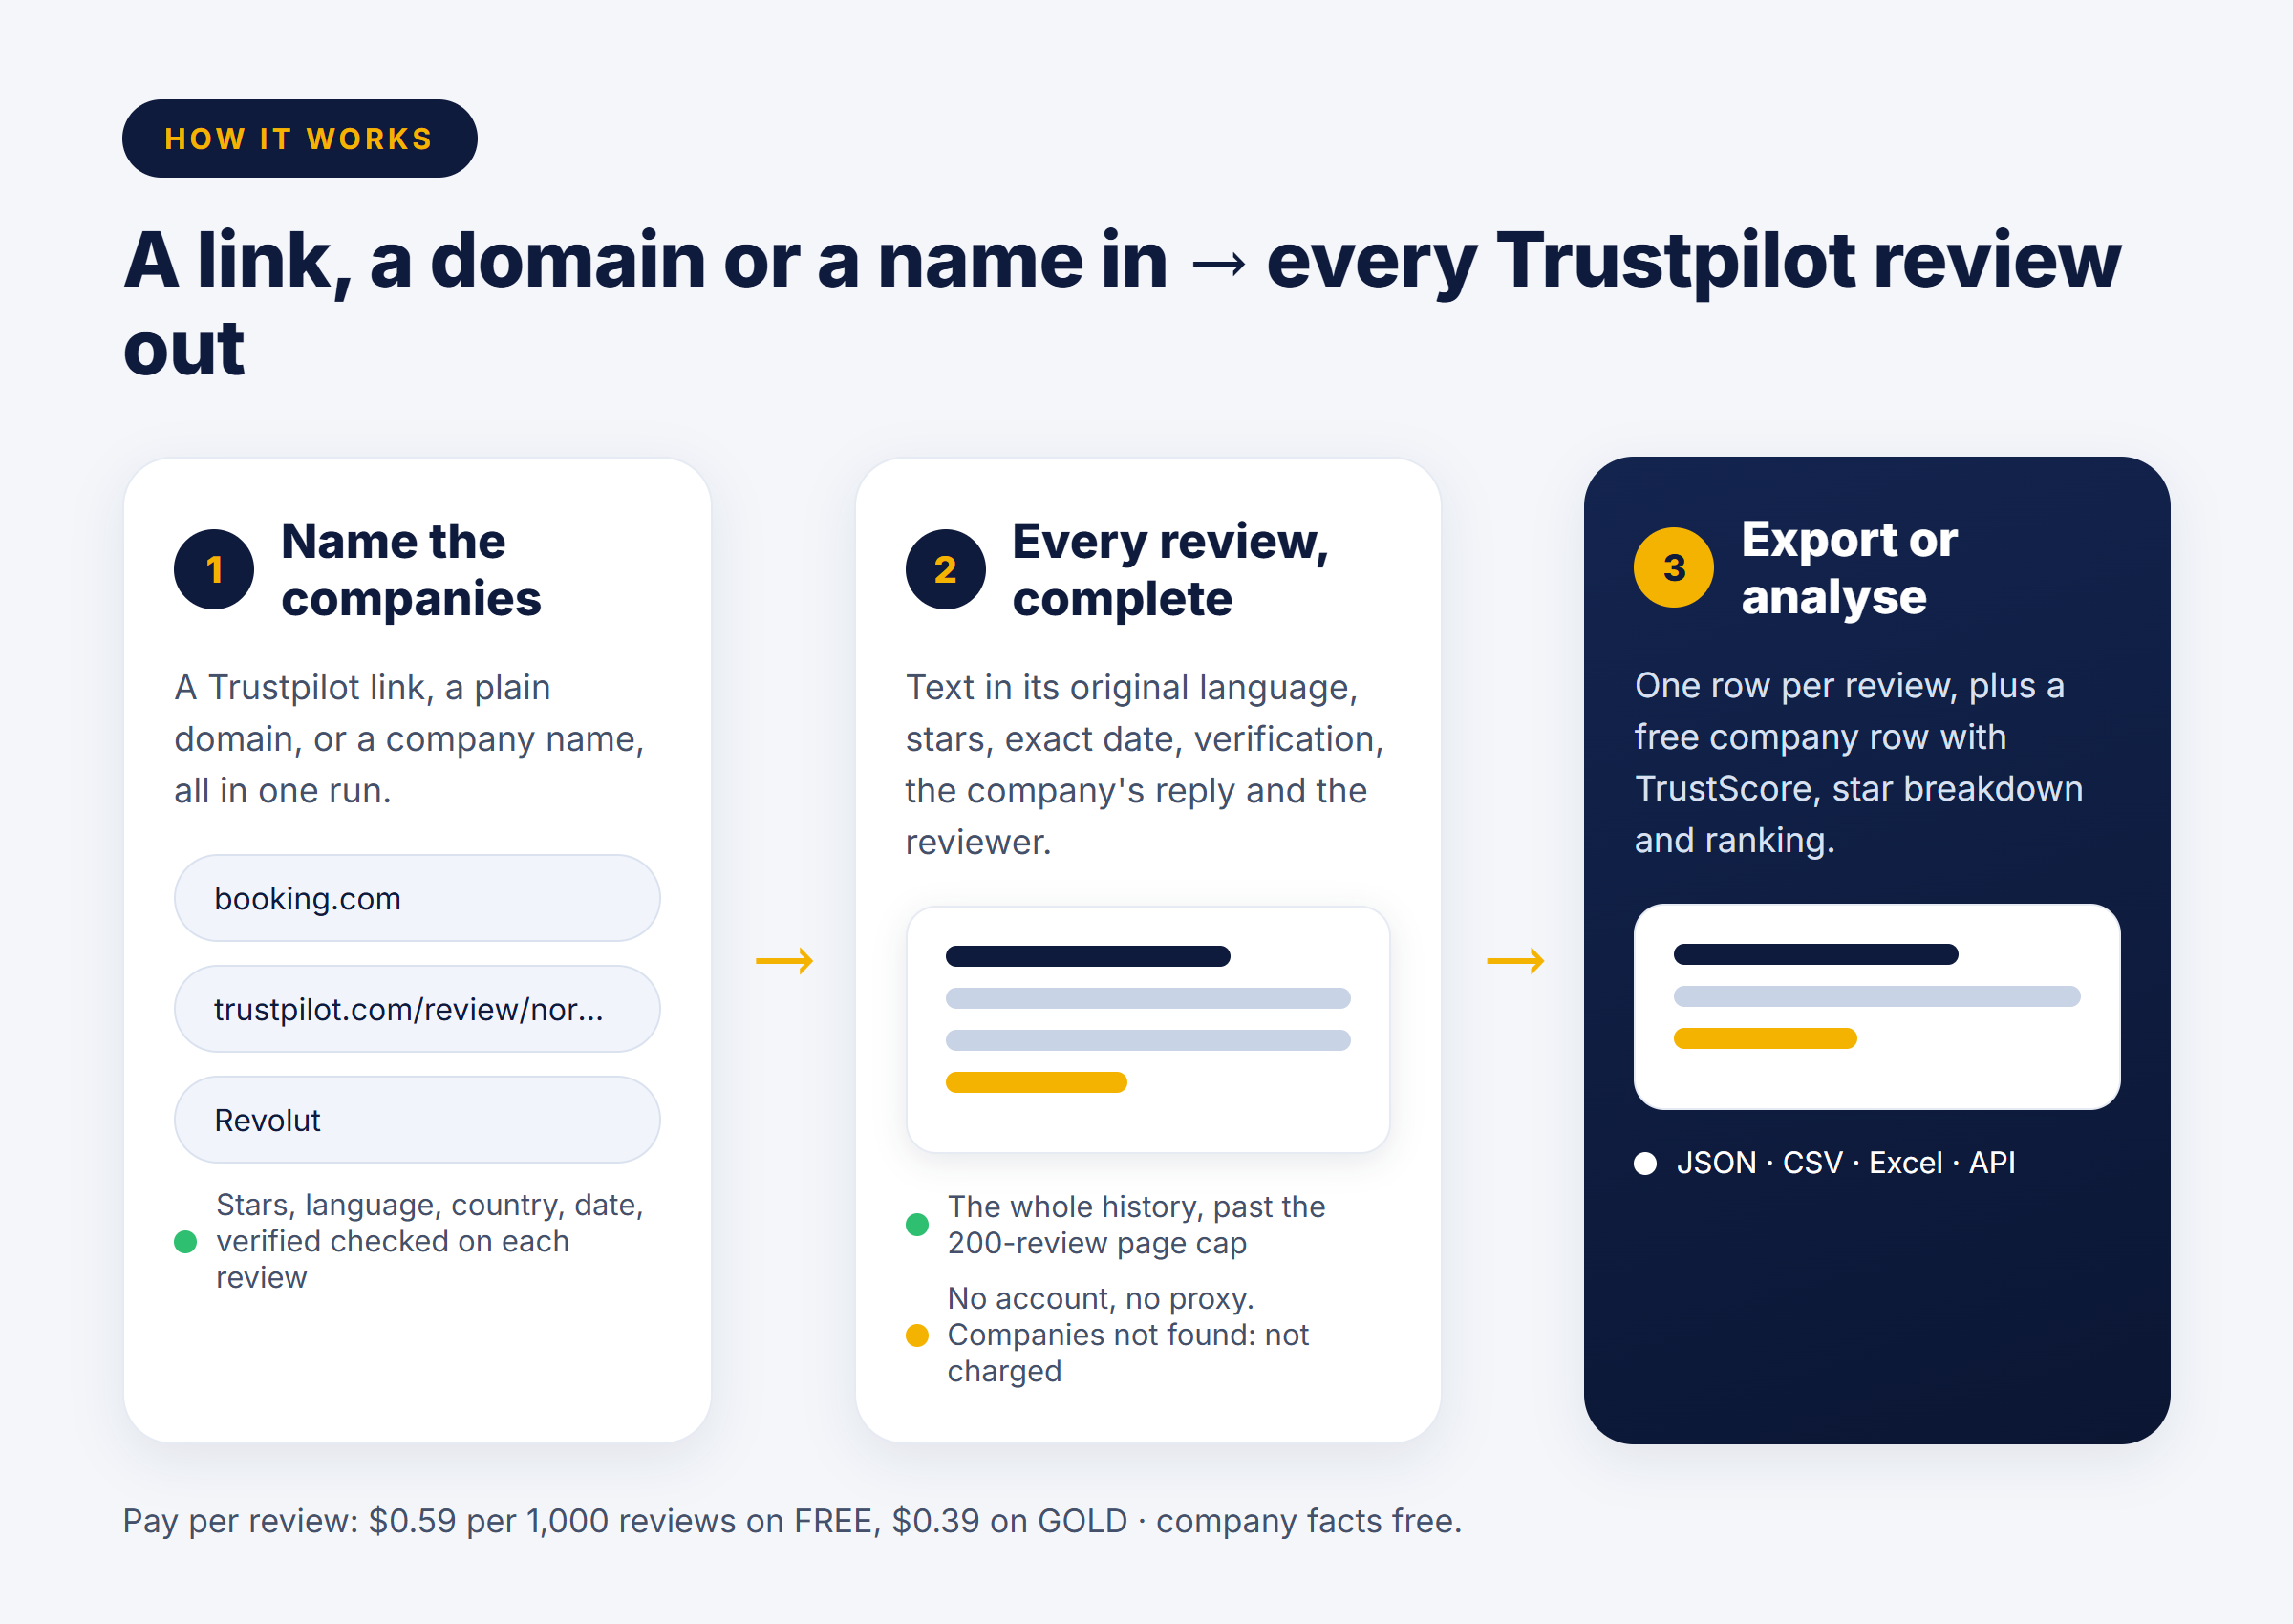 HOW IT WORKS
A link, a domain or a name in → every Trustpilot review
out
1
Name the
companies
A Trustpilot link, a plain
domain, or a company name,
all in one run.
booking.com
trustpilot.com/review/nor...
Revolut
Stars, language, country, date,
verified checked on each
review
→
2
Every review,
complete
Text in its original language,
stars, exact date, verification,
the company's reply and the
reviewer.
The whole history, past the
200-review page cap
No account, no proxy.
Companies not found: not
charged
→
3
Export or
analyse
One row per review, plus a
free company row with
TrustScore, star breakdown
and ranking.
JSON · CSV · Excel · API
Pay per review: $0.59 per 1,000 reviews on FREE, $0.39 on GOLD · company facts free.